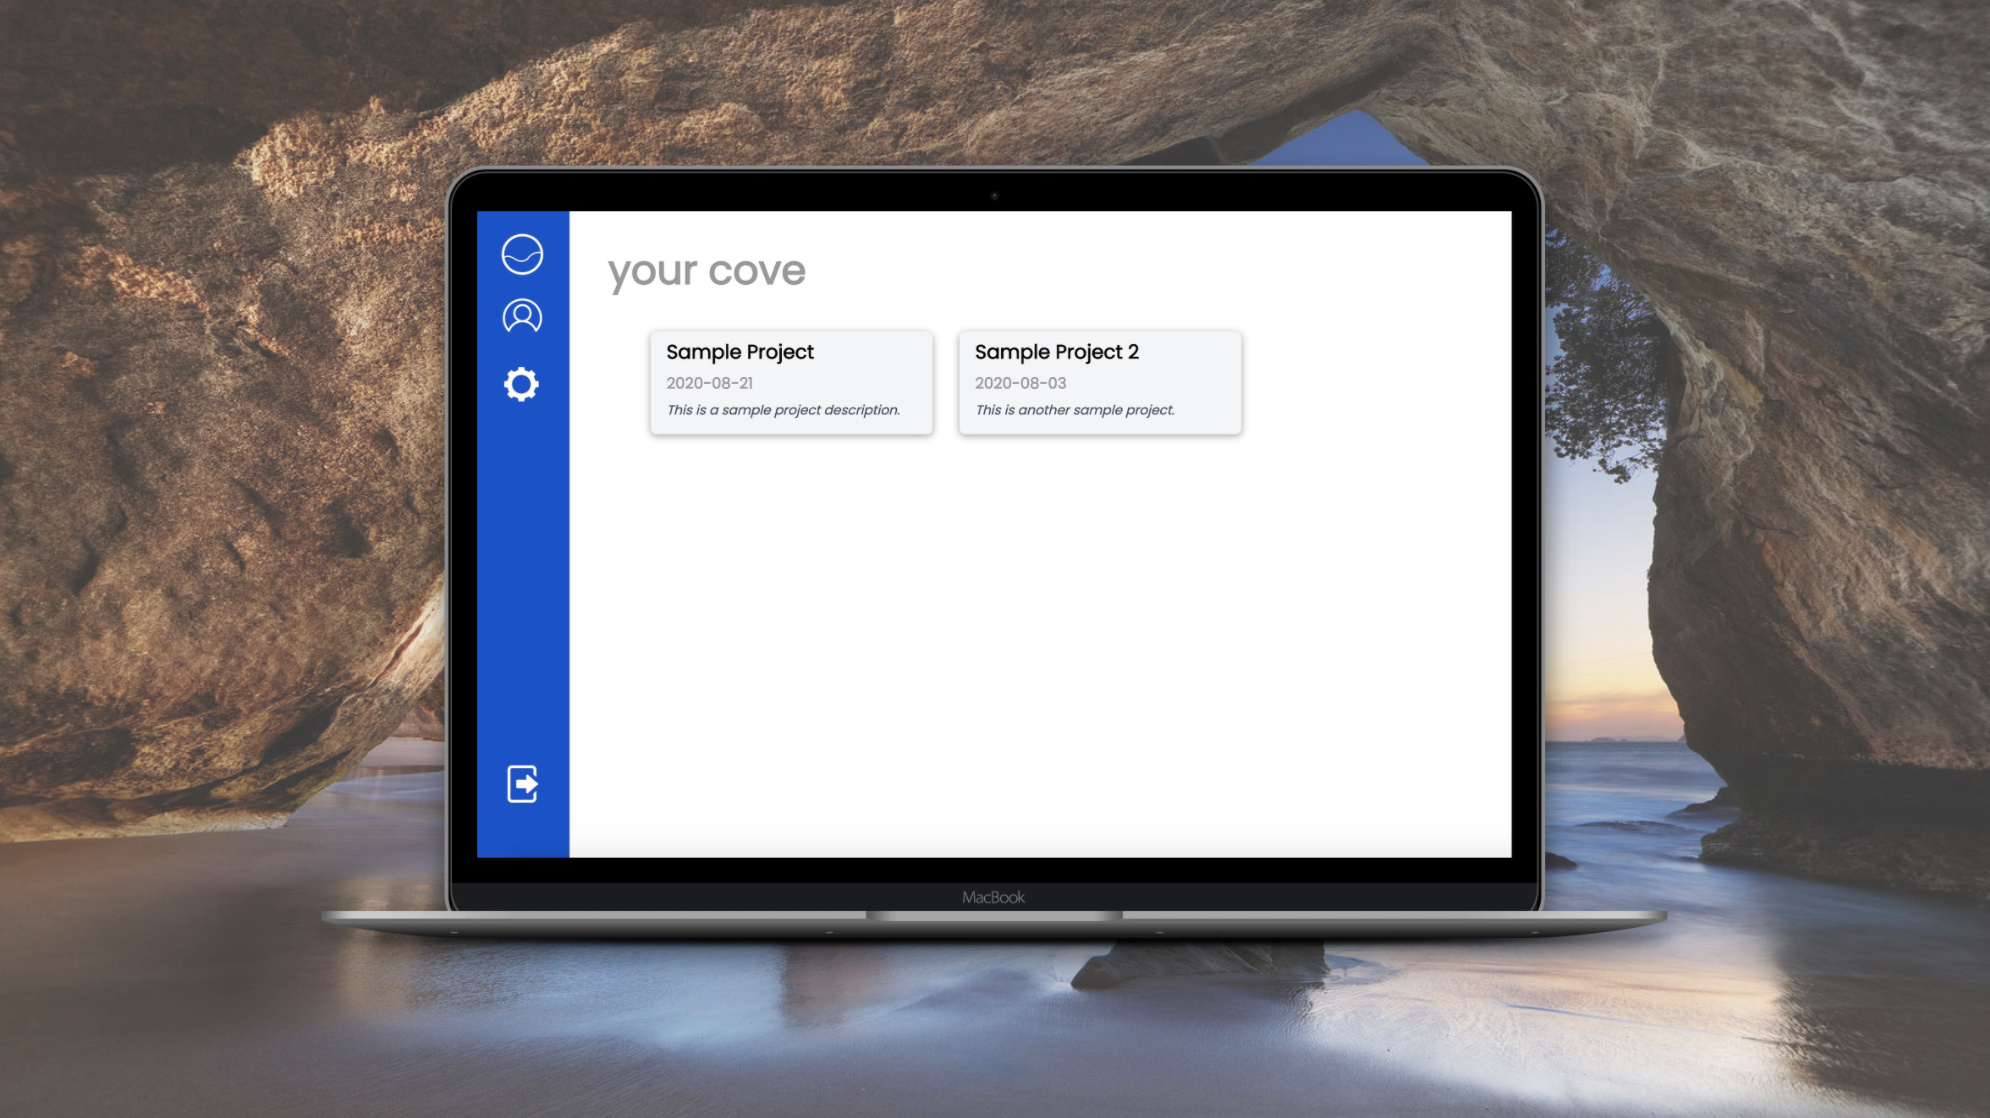 your cove
Sample Project
2020-08-21
This is a sample project description.
Sample Project 2
2020-08-03
This is another sample project.
MacBook